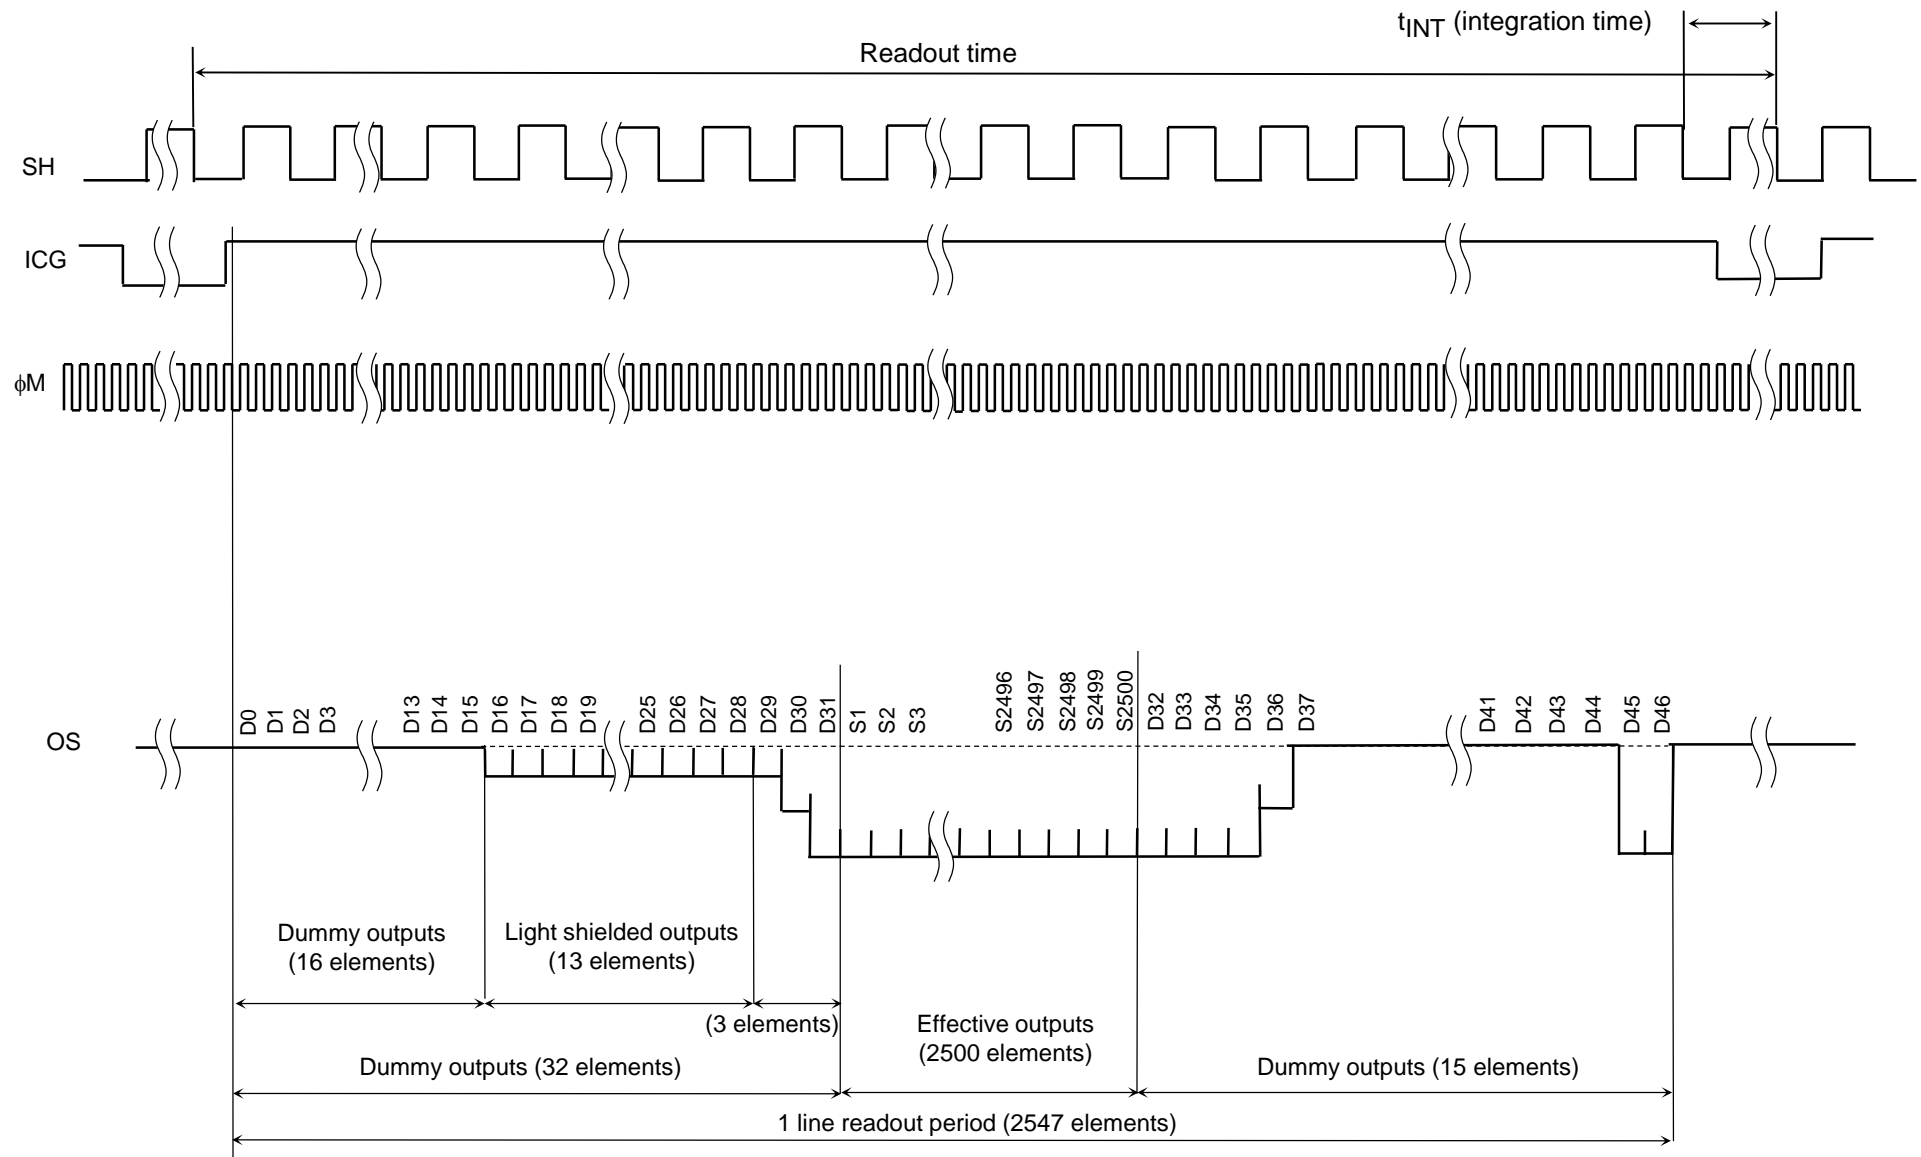 tINT (integration time)
Readout time
SH
ICG
ϕM
D0 D1 D2 D3 D13 D14 D15 D16 D17 D18 D19 D25 D26 D27 D28 D29 D30 D31 S1 S2 S3 S2496 S2497 S2498 S2499 S2500 D32 D33 D34 D35 D36 D37 D41 D42 D43 D44 D45 D46
OS
Dummy outputs
(16 elements)
Light shielded outputs
(13 elements)
(3 elements)
Effective outputs
(2500 elements)
Dummy outputs (32 elements)
Dummy outputs (15 elements)
1 line readout period (2547 elements)